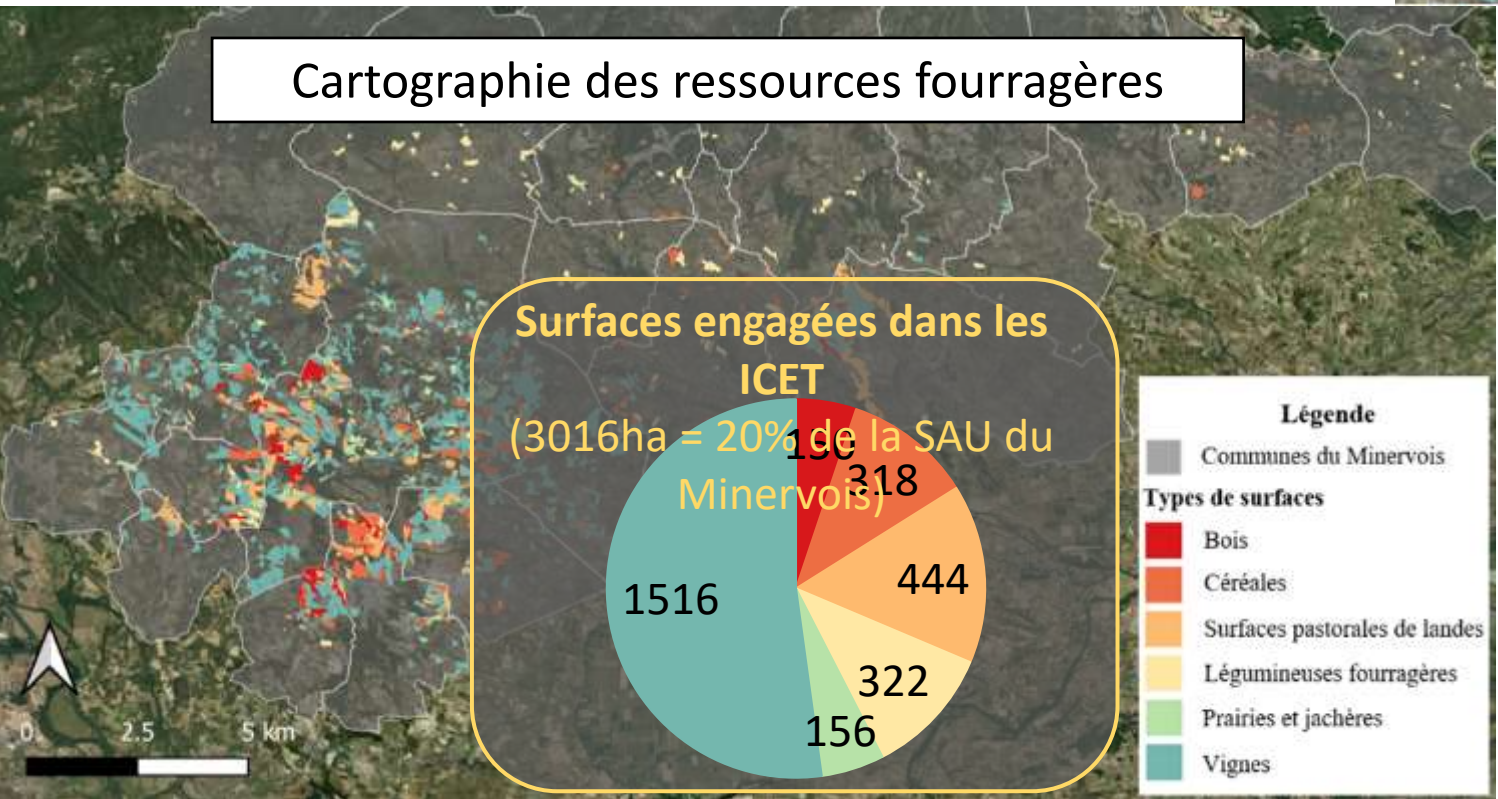 Cartographie des ressources fourragères
Surfaces engagées dans les
ICET
(3016ha = 20% de la SAU du
Minervois)
318
444
1516
322
156
Légende
Communes du Minervois
Types de surfaces
Bois
Céréales
Surfaces pastorales de landes
Légumineuses fourragères
Prairies et jachères
Vignes
0 2.5 5 km